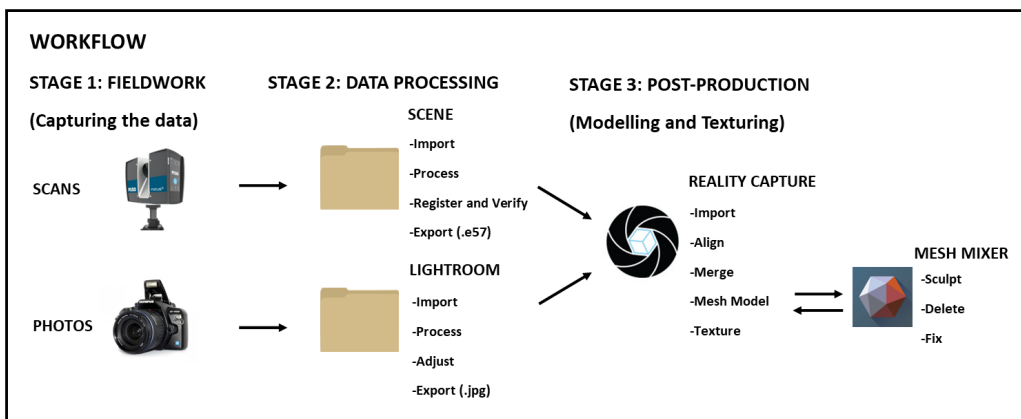 WORKFLOW
STAGE 1: FIELDWORK
(Capturing the data)
SCANS
PHOTOS
STAGE 2: DATA PROCESSING
SCENE
-Import
-Process
-Register and Verify
-Export (.e57)
LIGHTROOM
-Import
-Process
-Adjust
-Export (.jpg)
STAGE 3: POST-PRODUCTION
(Modelling and Texturing)
REALITY CAPTURE
-Import
-Align
-Merge
-Mesh Model
-Texture
MESH MIXER
-Sculpt
-Delete
-Fix